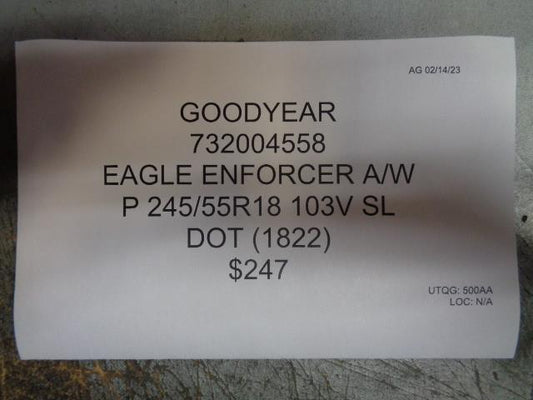 AG 02/14/23
GOODYEAR
732004558
EAGLE ENFORCER A/W
P 245/55R18 103V SL
DOT (1822)
$247
UTQG: 500AA
LOC: N/A